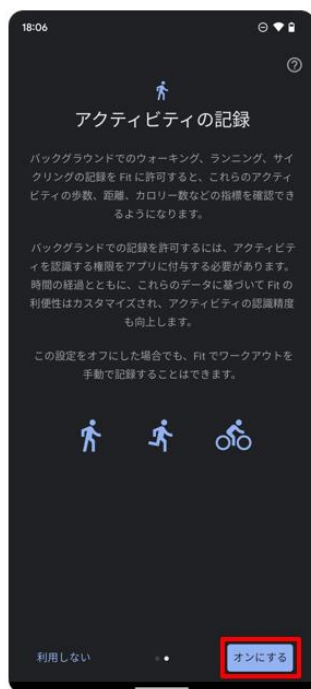 18:06
アクティビティの記録
バックグラウンドでのウォーキング、ランニング、サイ
クリングの記録を Fit に許可すると、これらのアクティ
ビティの歩数、距離、カロリー数などの指標を確認でき
るようになります。
バックグランドでの記録を許可するには、アクティビテ
ィを認識する権限をアプリに付与する必要があります。
時間の経過とともに、これらのデータに基づいて Fit の
利便性はカスタマイズされ、アクティビティの認識精度
も向上します。
この設定をオフにした場合でも、Fit でワークアウトを
手動で記録することはできます。
利用しない
オンにする